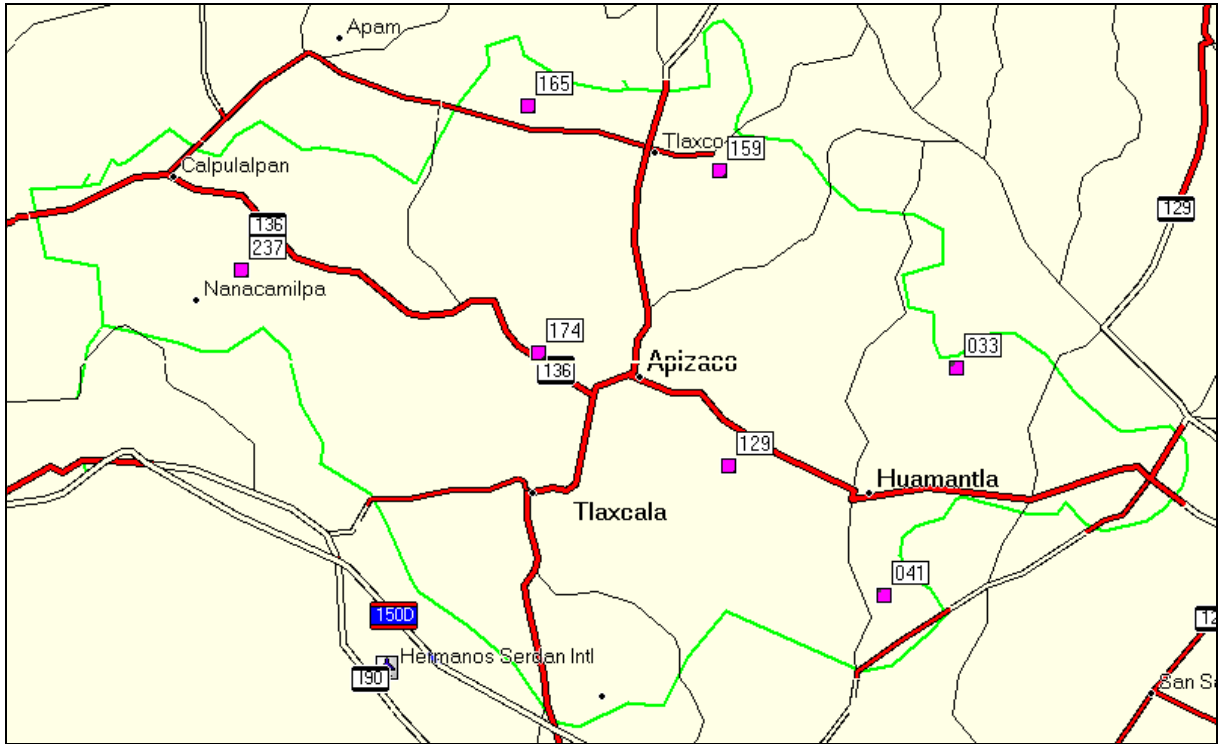 Apam
165
Tlaxco
159
Calpulalpan
129
136
237
Nanacamilpa
174
136
Apizaco
033
129
Huamantla
Tlaxcala
041
150D
Hermanos Serdan Intl
190
12
San Sa